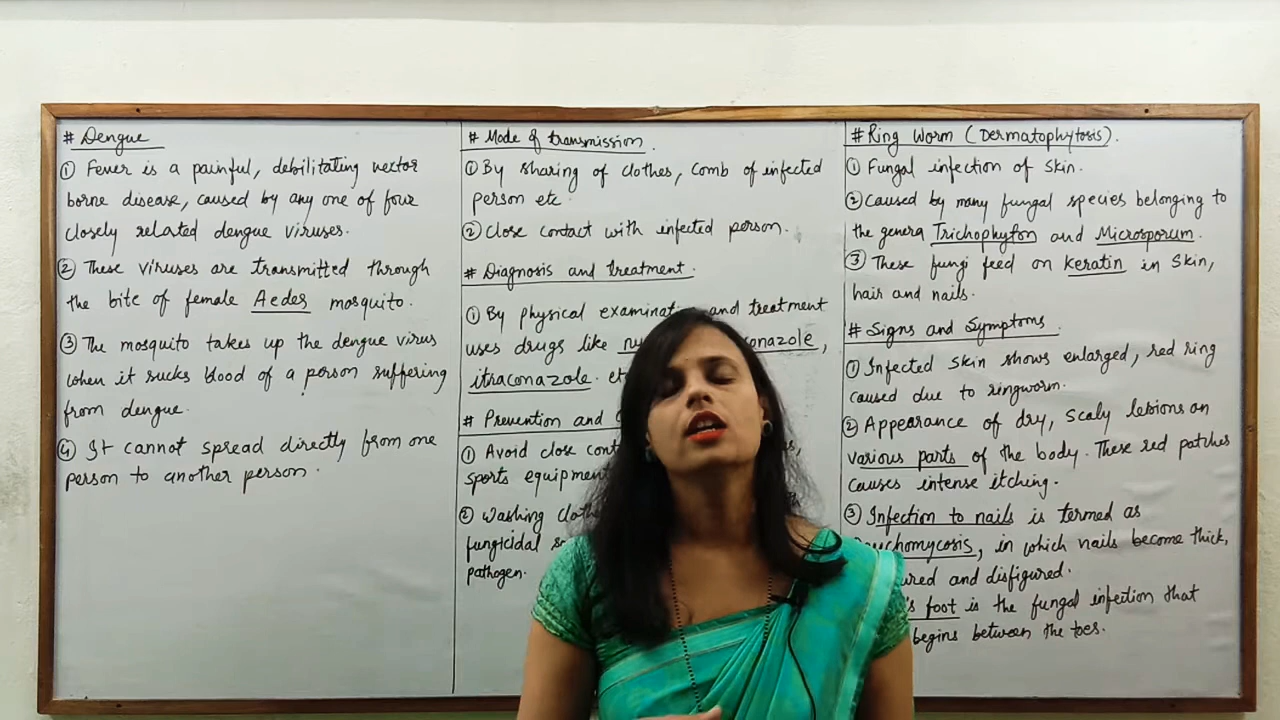 # Dengue
① Fever is a painful, debilitating vector
borne disease, caused by any one of four
closely related dengue viruses.
② These viruses are transmitted through
the bite of female Aedes mosquito.
③ The mosquito takes up the dengue virus
when it sucks blood of a person suffering
from dengue.
④ It cannot spread directly from one
person to another person.
# Mode of transmission
① By sharing of clothes, comb of infected
person etc
② Close contact with infected person.
# Diagnosis and treatment.
① By physical examination and treatment
uses drugs like
itraconazole.
# Prevention and
① Avoid close
sports equipment
② Washing
fungicidal
pathogen.
# Ring Worm (Dermatophytosis).
① Fungal infection of skin.
② Caused by many fungal species belonging to
the genera Trichophyton and Microsporum.
③ These fungi feed on keratin in skin,
hair and nails.
# Signs and Symptoms.
① Infected skin shows enlarged, red ring
caused due to ringworm.
② Appearance of dry, scaly lesions on
various parts of the body. These red patches
causes intense itching.
③ Infection to nails is termed as
in which nails become thick,
and disfigured.
foot is the fungal infection that
begins between the toes.